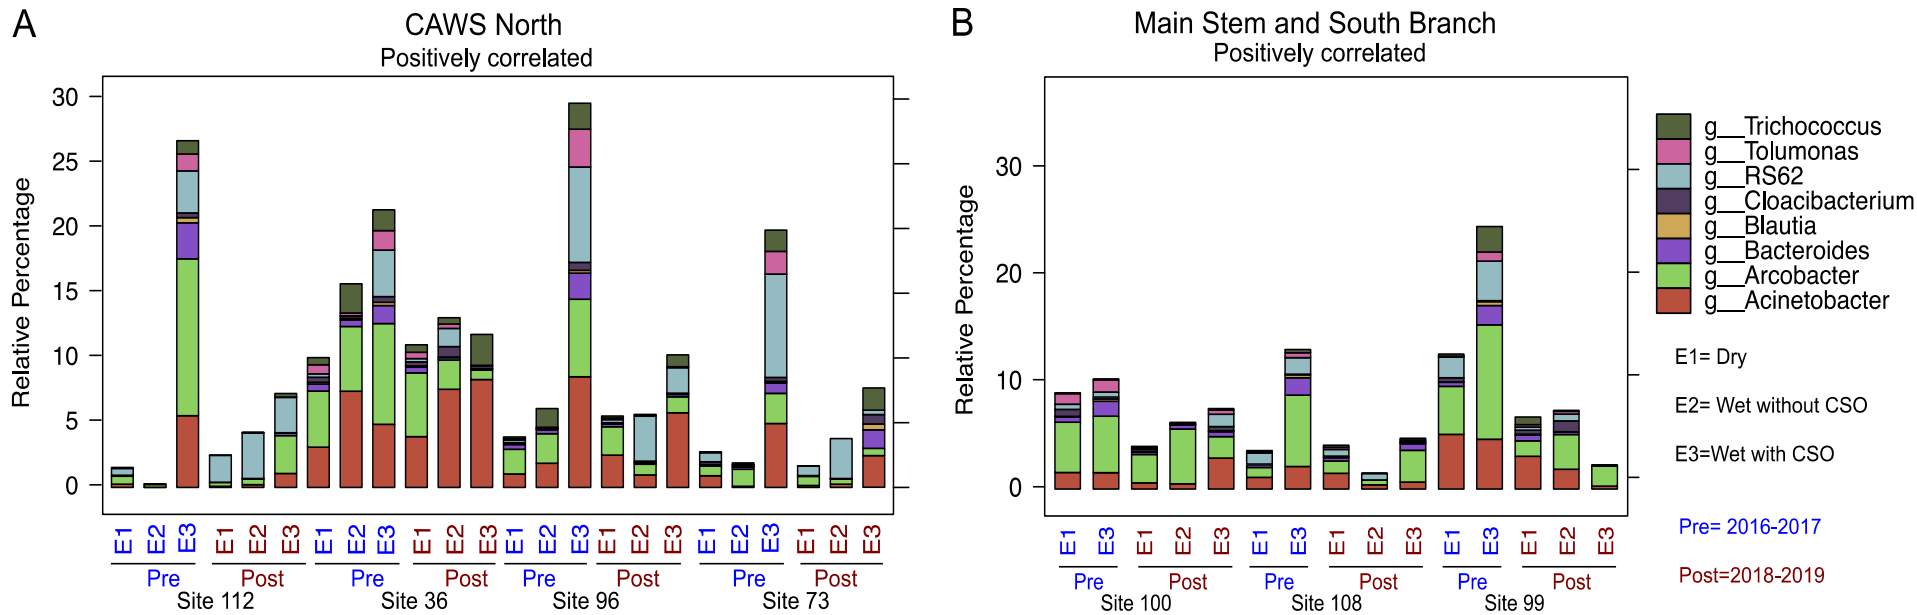 A
CAWS North
Positively correlated
Relative Percentage
30
25
20
15
10
5
0
E1 E2 E3 E1 E2 E3 E1 E2 E3 E1 E2 E3 E1 E2 E3 E1 E2 E3 E1 E2 E3 E1 E2 E3
Pre Post Pre Post Pre Post Pre Post
Site 112 Site 36 Site 96 Site 73
B
Main Stem and South Branch
Positively correlated
Relative Percentage
30
20
10
0
E1 E3 E1 E2 E3 E1 E3 E1 E2 E3 E1 E3 E1 E2 E3
Pre Post Pre Post Pre Post
Site 100 Site 108 Site 99
g__Trichococcus
g__Tolumonas
g__RS62
g__Cloacibacterium
g__Blautia
g__Bacteroides
g__Arcobacter
g__Acinetobacter
E1= Dry
E2= Wet without CSO
E3=Wet with CSO
Pre= 2016-2017
Post=2018-2019